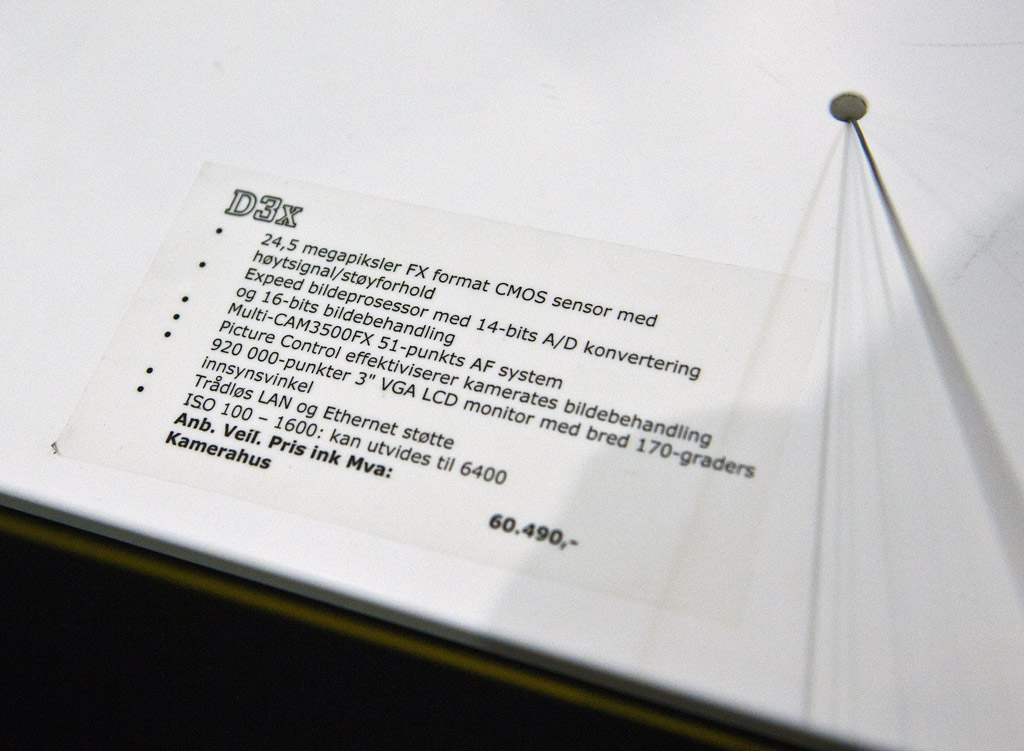 D3x
• 24,5 megapiksler FX format CMOS sensor med
høytsignal/støyforhold
• Expeed bildeprosessor med 14-bits A/D konvertering
og 16-bits bildebehandling
• Multi-CAM3500FX 51-punkts AF system
• Picture Control effektiviserer kamerates bildebehandling
• 920 000-punkter 3" VGA LCD monitor med bred 170-graders
innsynsvinkel
• Trådløs LAN og Ethernet støtte
• ISO 100 – 1600: kan utvides til 6400
Anb. Veil. Pris ink Mva:
Kamerahus
60.490,-